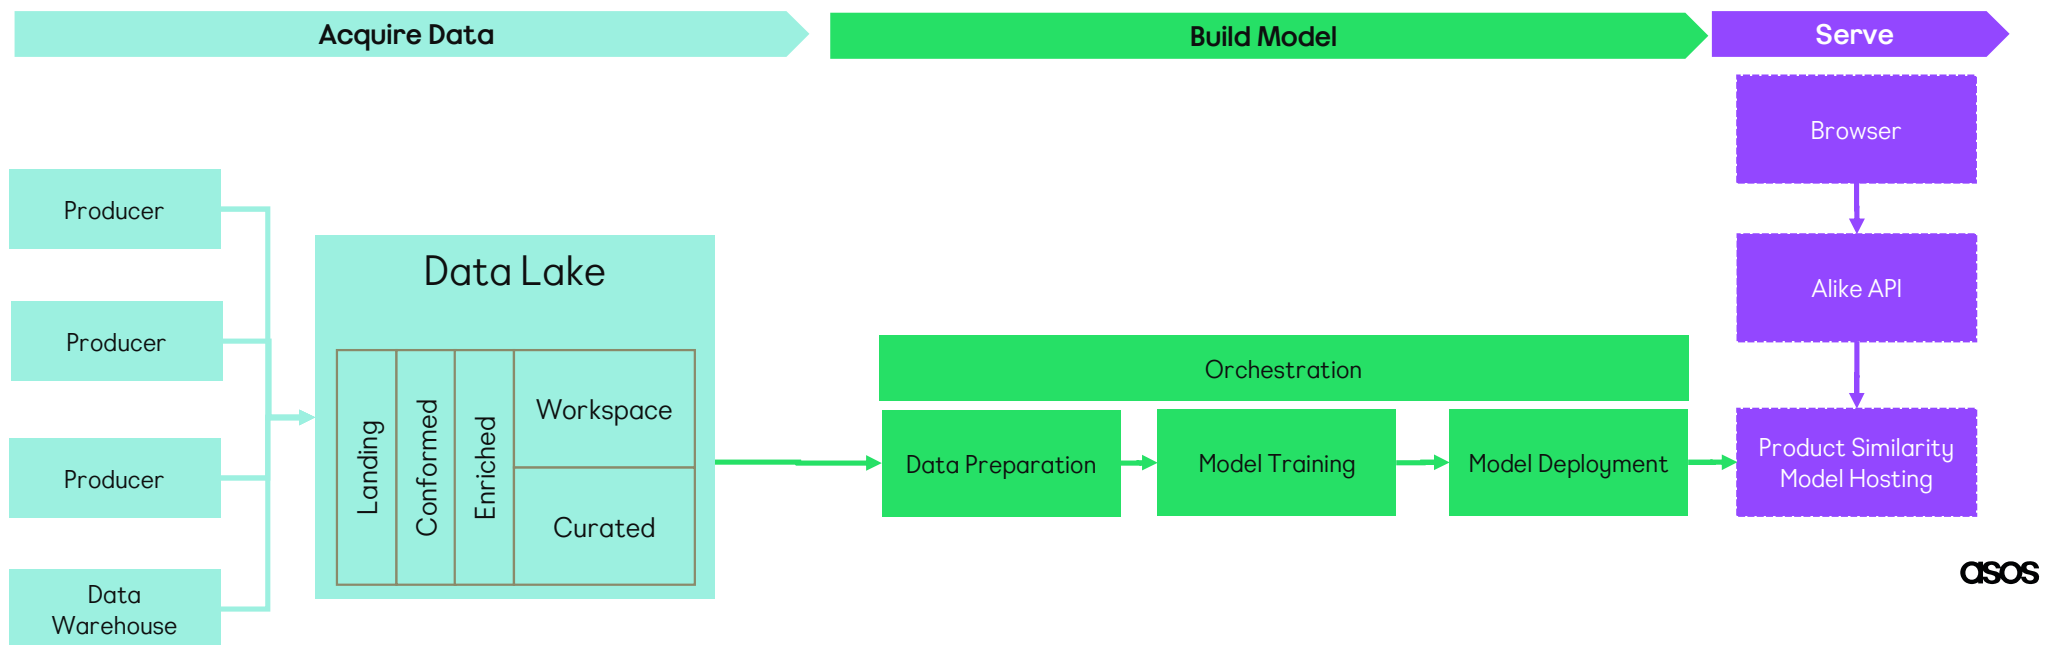 Acquire Data
Build Model
Serve
Producer
Producer
Producer
Data
Warehouse
Data Lake
Landing
Conformed
Enriched
Workspace
Curated
Orchestration
Data Preparation
Model Training
Model Deployment
Browser
Alike API
Product Similarity
Model Hosting
asos